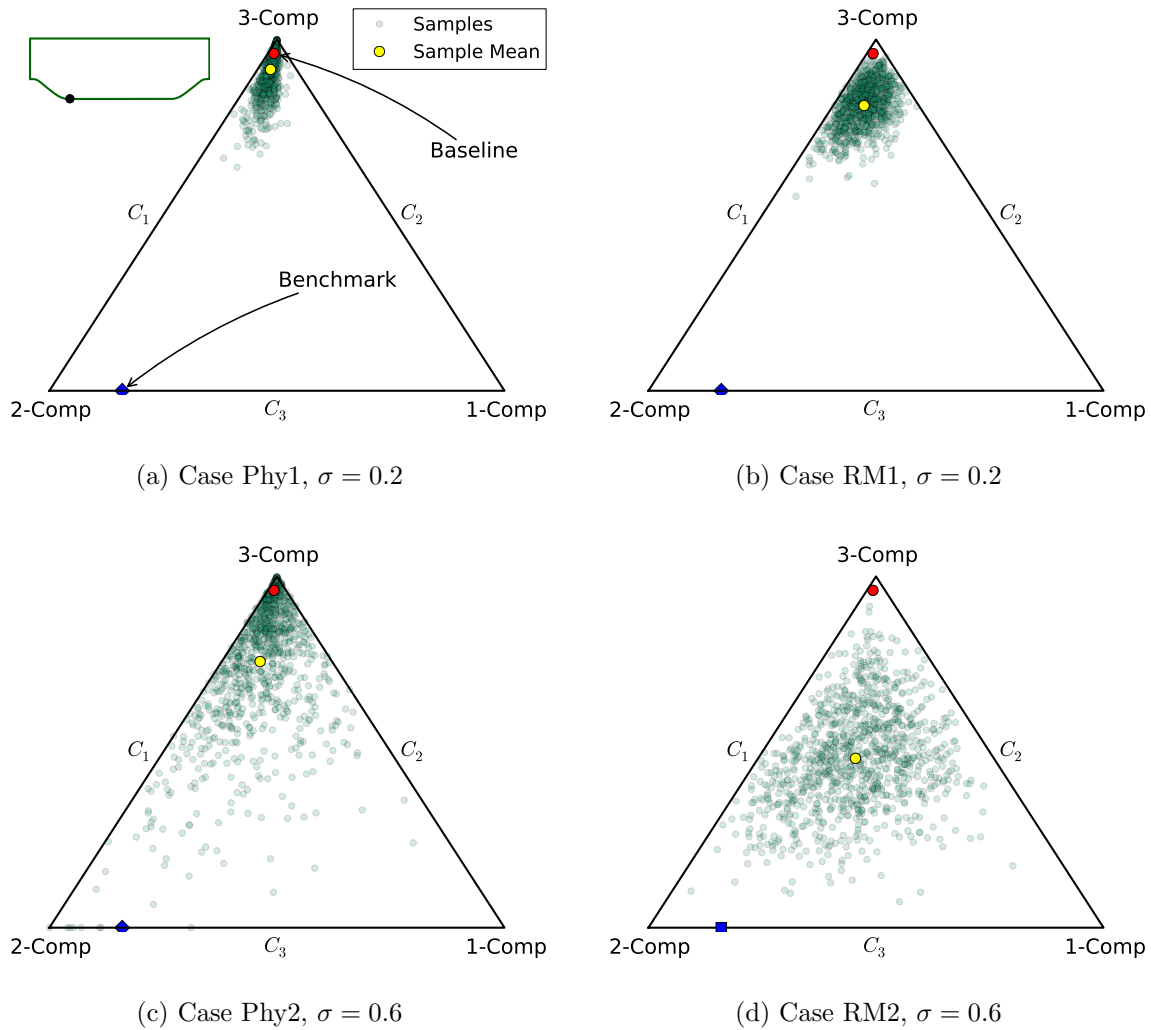 3-Comp
Samples
Sample Mean
Baseline
C₁
C₂
Benchmark
2-Comp
C₃
1-Comp
(a) Case Phy1, σ = 0.2
3-Comp
C₁
C₂
2-Comp
C₃
1-Comp
(b) Case RM1, σ = 0.2
3-Comp
C₁
C₂
2-Comp
C₃
1-Comp
(c) Case Phy2, σ = 0.6
3-Comp
C₁
C₂
2-Comp
C₃
1-Comp
(d) Case RM2, σ = 0.6